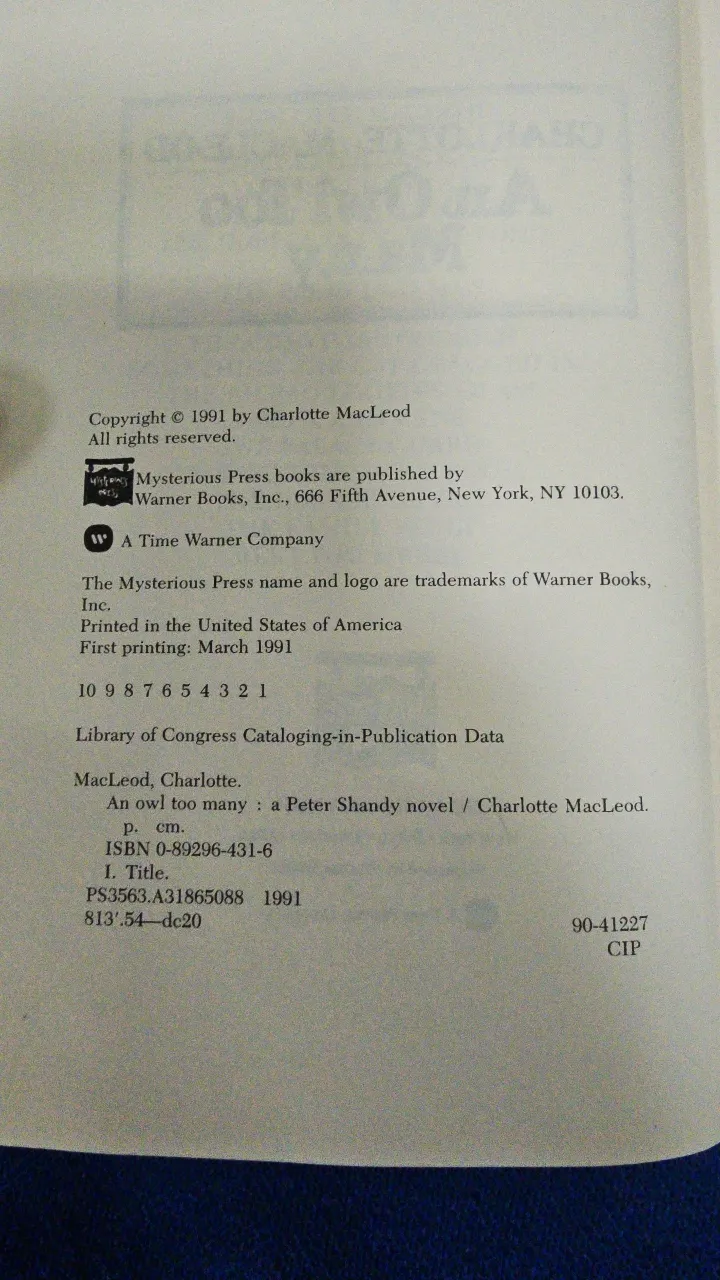 Copyright © 1991 by Charlotte MacLeod
All rights reserved.
Mysterious Press books are published by
Warner Books, Inc., 666 Fifth Avenue, New York, NY 10103.
A Time Warner Company
The Mysterious Press name and logo are trademarks of Warner Books,
Inc.
Printed in the United States of America
First printing: March 1991
10 9 8 7 6 5 4 3 2 1
Library of Congress Cataloging-in-Publication Data
MacLeod, Charlotte.
An owl too many : a Peter Shandy novel / Charlotte MacLeod.
p. cm.
ISBN 0-89296-431-6
I. Title.
PS3563.A31865088 1991
813'.54—dc20
90-41227
CIP